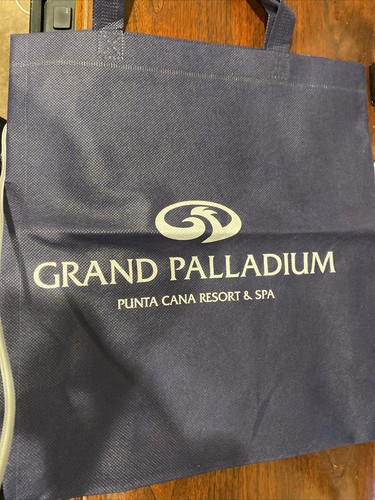 GRAND PALLADIUM
PUNTA CANA RESORT & SPA